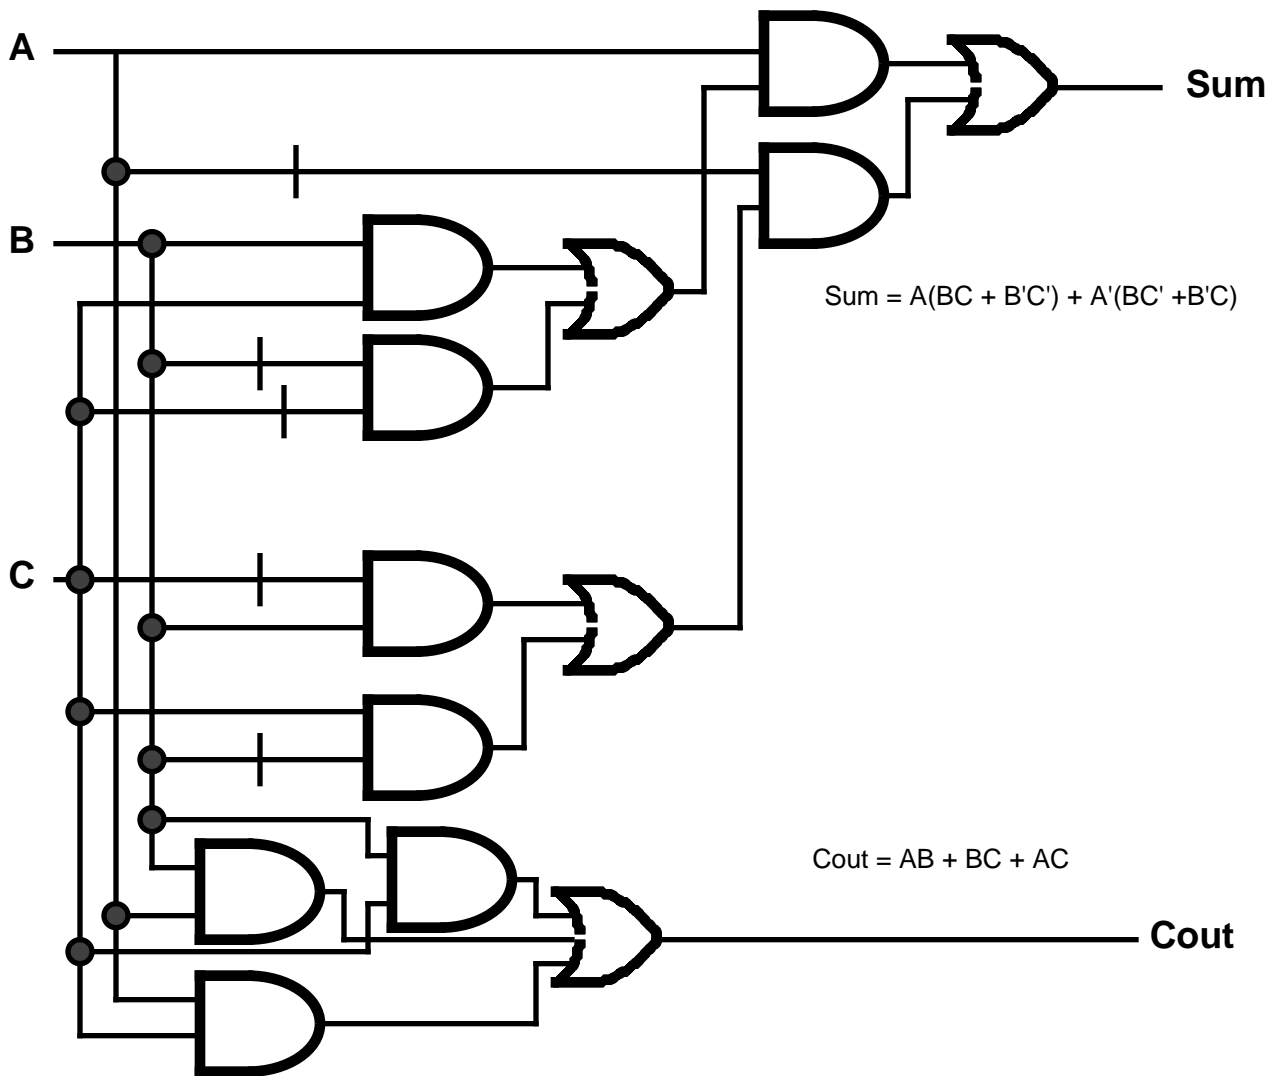 A
Sum
B
Sum = A(BC + B'C') + A'(BC' +B'C)
C
Cout = AB + BC + AC
Cout